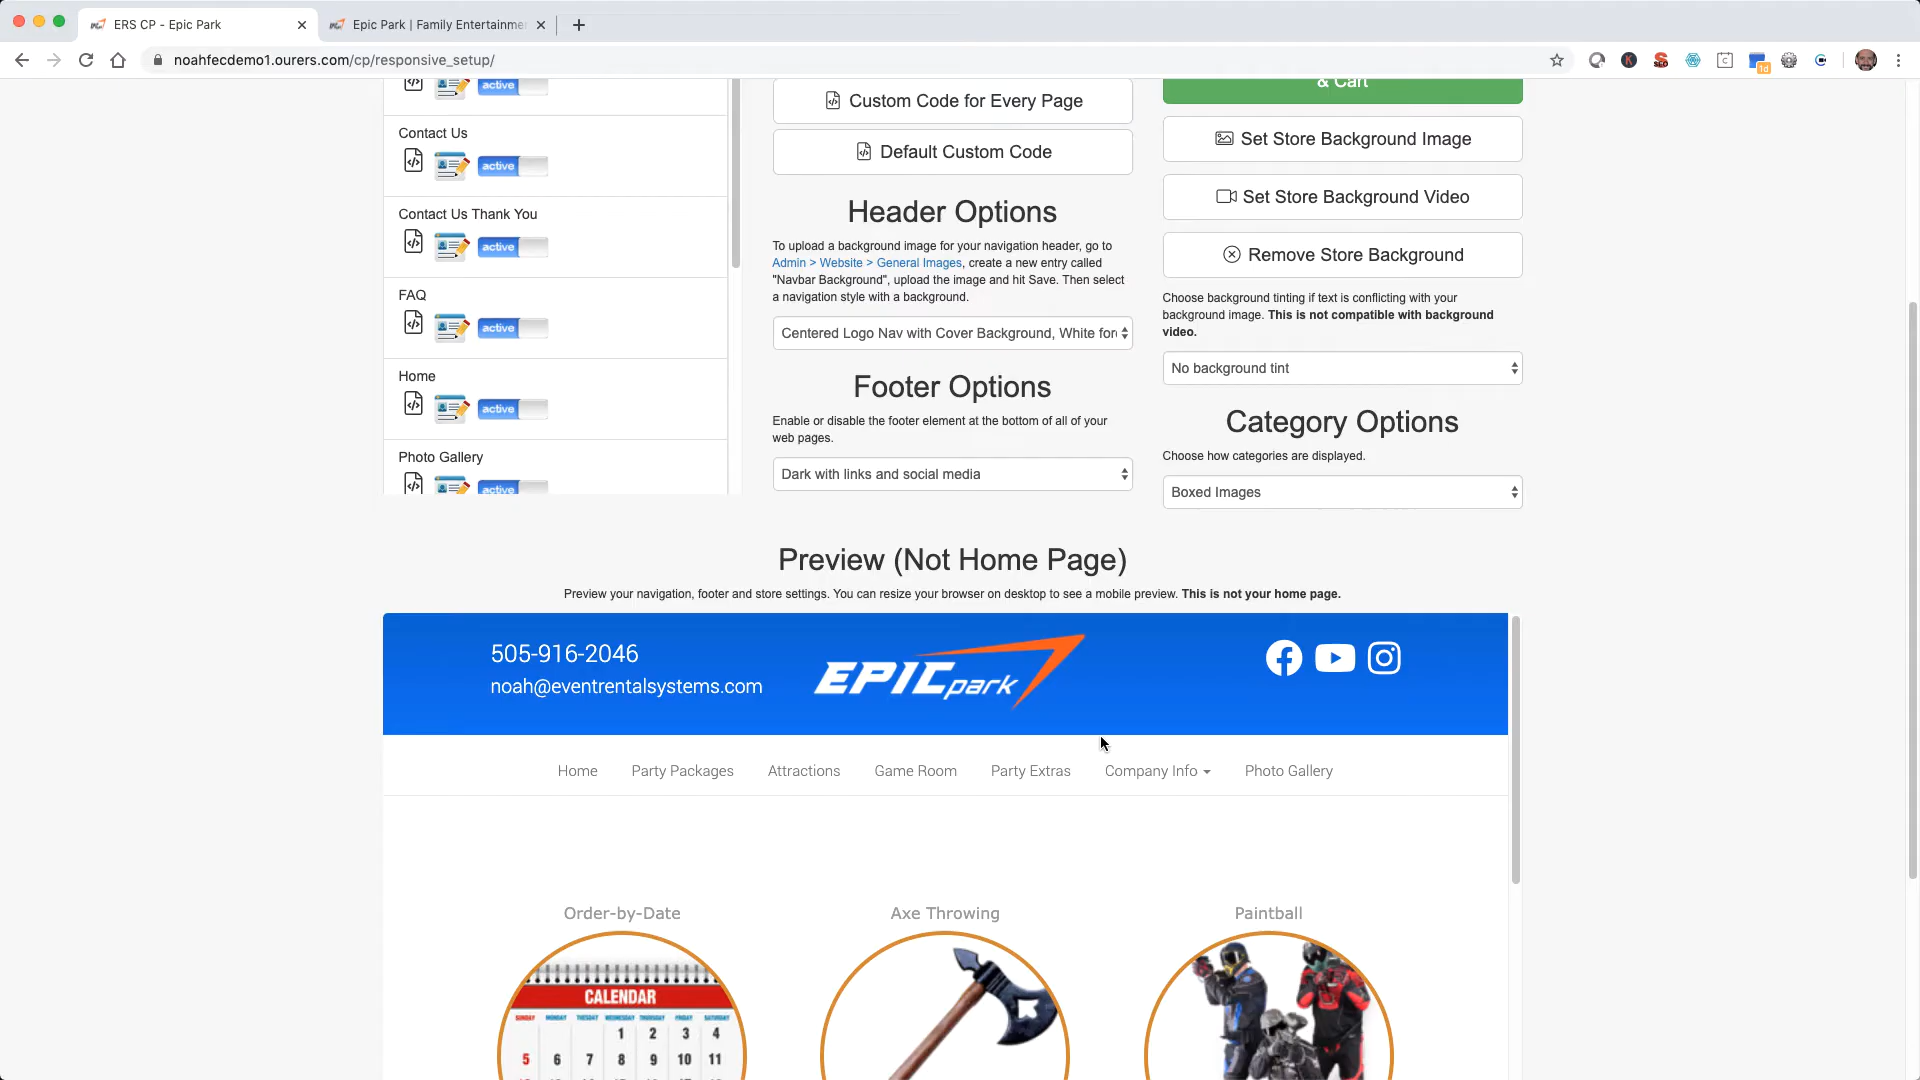 ERS CP - Epic Park
Epic Park | Family Entertainme
noahfecdemo1.ourers.com/cp/responsive_setup/
1d
active
Contact Us
active
Contact Us Thank You
active
FAQ
active
Home
active
Photo Gallery
active
Custom Code for Every Page
Default Custom Code
Header Options
To upload a background image for your navigation header, go to
Admin > Website > General Images, create a new entry called
"Navbar Background", upload the image and hit Save. Then select
a navigation style with a background.
Centered Logo Nav with Cover Background, White for
Footer Options
Enable or disable the footer element at the bottom of all of your
web pages.
Dark with links and social media
& Cart
Set Store Background Image
Set Store Background Video
Remove Store Background
Choose background tinting if text is conflicting with your
background image. This is not compatible with background
video.
No background tint
Category Options
Choose how categories are displayed.
Boxed Images
Preview (Not Home Page)
Preview your navigation, footer and store settings. You can resize your browser on desktop to see a mobile preview. This is not your home page.
505-916-2046
noah@eventrentalsystems.com
EPIC park
Home Party Packages Attractions Game Room Party Extras Company Info Photo Gallery
Order-by-Date
Axe Throwing
Paintball
CALENDAR
SUNDAY MONDAY TUESDAY WEDNESDAY THURSDAY FRIDAY SATURDAY
1 2 3 4
5 6 7 8 9 10 11